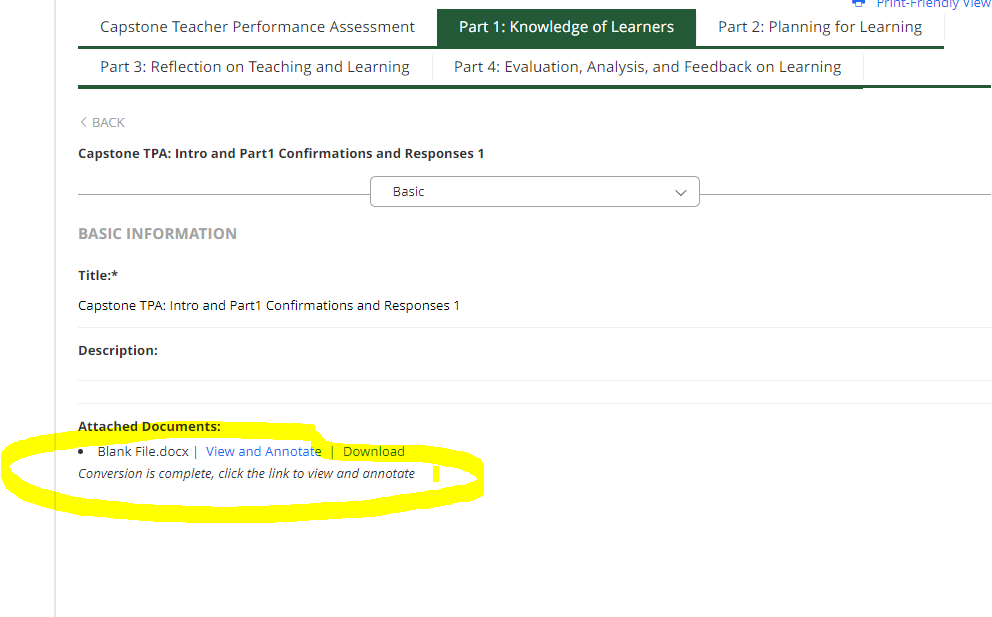 Print-Friendly View
Capstone Teacher Performance Assessment Part 1: Knowledge of Learners Part 2: Planning for Learning
Part 3: Reflection on Teaching and Learning Part 4: Evaluation, Analysis, and Feedback on Learning
BACK
Capstone TPA: Intro and Part1 Confirmations and Responses 1
Basic
BASIC INFORMATION
Title:*
Capstone TPA: Intro and Part1 Confirmations and Responses 1
Description:
Attached Documents:
• Blank File.docx | View and Annotate | Download
Conversion is complete, click the link to view and annotate